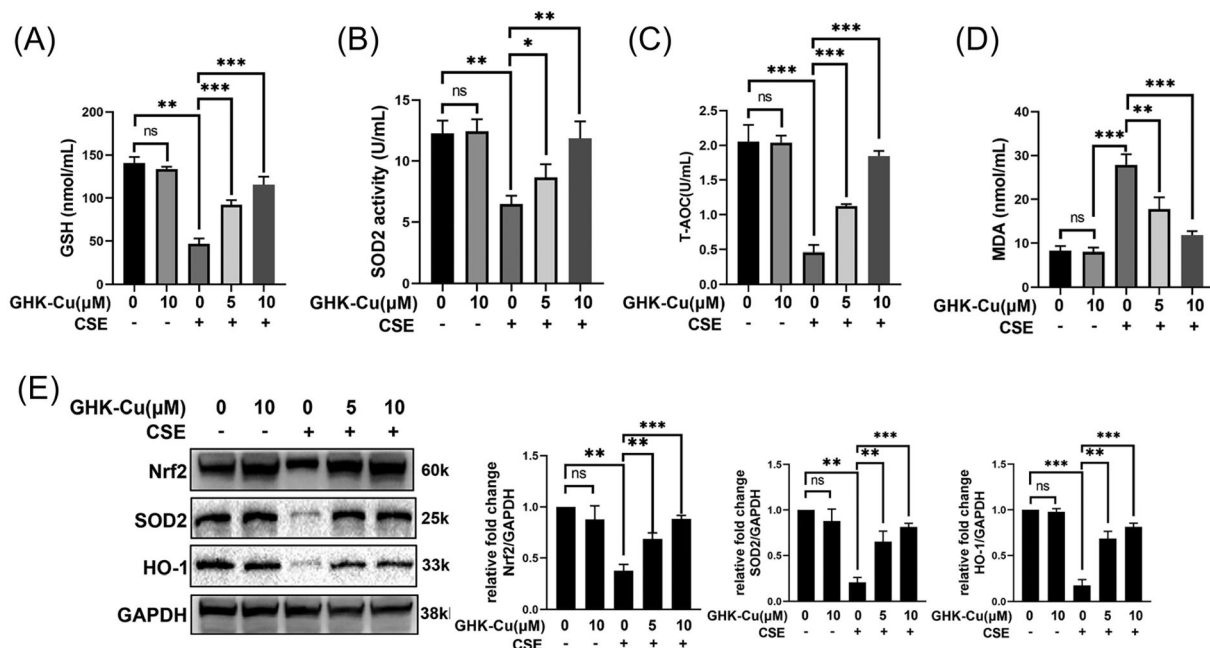 (A)
GSH (nmol/mL)
200
150
100
50
0
ns
**
***
***
GHK-Cu(μM) 0 10 0 5 10
CSE - - + + +
(B)
SOD2 activity (U/mL)
15
10
5
0
ns
**
*
**
GHK-Cu(μM) 0 10 0 5 10
CSE - - + + +
(C)
T-AOC(U/mL)
2.5
2.0
1.5
1.0
0.5
0.0
ns
***
***
***
GHK-Cu(μM) 0 10 0 5 10
CSE - - + + +
(D)
MDA (nmol/mL)
40
30
20
10
0
ns
***
**
***
GHK-Cu(μM) 0 10 0 5 10
CSE - - + + +
(E)
GHK-Cu(μM) 0 10 0 5 10
CSE - - + + +
Nrf2 60k
SOD2 25k
HO-1 33k
GAPDH 38k
relative fold change
Nrf2/GAPDH
1.5
1.0
0.5
0.0
ns
**
**
***
GHK-Cu(μM) 0 10 0 5 10
CSE - - + + +
relative fold change
SOD2/GAPDH
1.5
1.0
0.5
0.0
ns
**
**
***
GHK-Cu(μM) 0 10 0 5 10
CSE - - + + +
relative fold change
HO-1/GAPDH
1.5
1.0
0.5
0.0
ns
***
**
***
GHK-Cu(μM) 0 10 0 5 10
CSE - - + + +